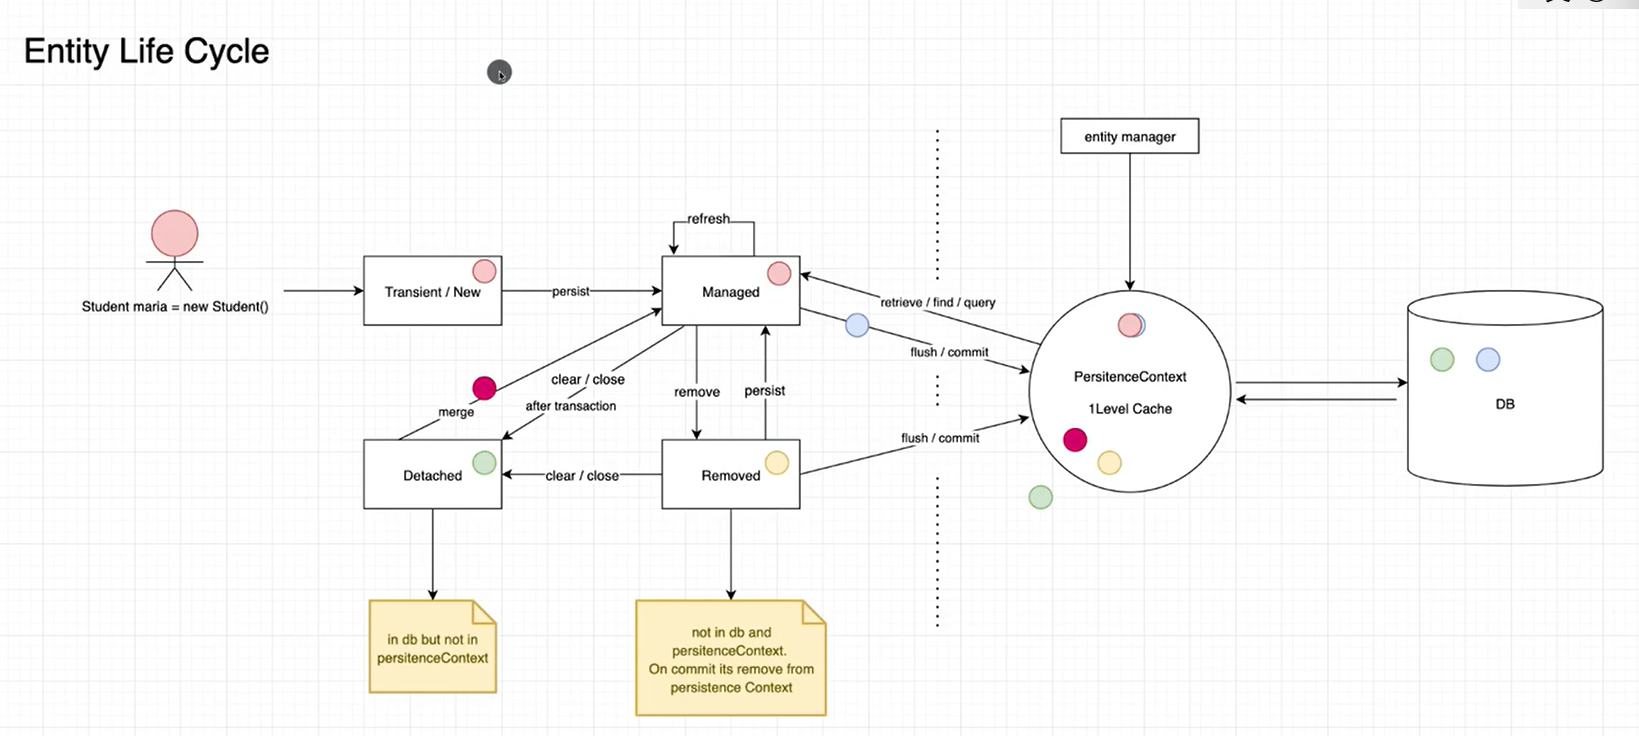 Entity Life Cycle
entity manager
refresh
Student maria = new Student()
Transient / New
persist
Managed
retrieve / find / query
flush / commit
clear / close
after transaction
merge
remove
persist
PersitenceContext
1Level Cache
DB
flush / commit
Detached
clear / close
Removed
in db but not in
persitenceContext
not in db and
persitenceContext.
On commit its remove from
persistence Context